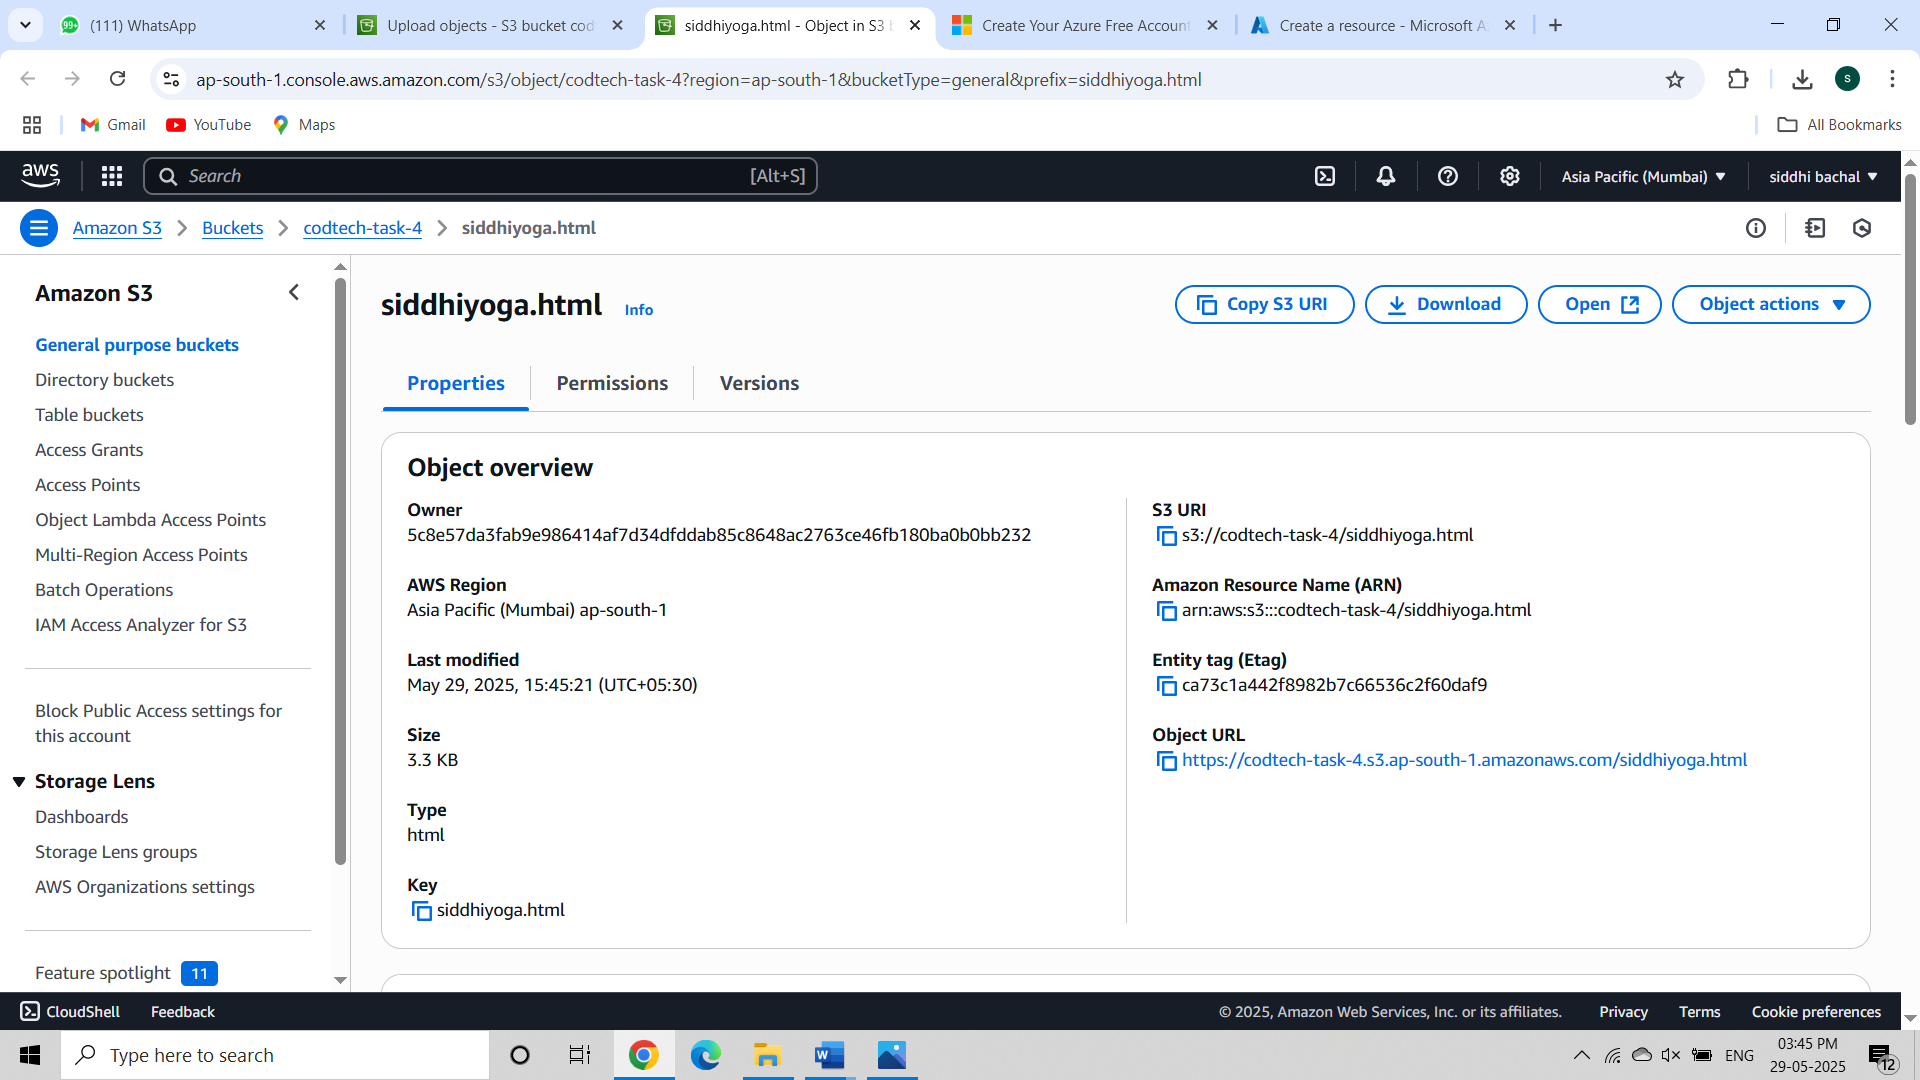 (111) WhatsApp
Upload objects - S3 bucket cod
siddhiyoga.html - Object in S3 b
Create Your Azure Free Account
Create a resource - Microsoft A
ap-south-1.console.aws.amazon.com/s3/object/codtech-task-4?region=ap-south-1&bucketType=general&prefix=siddhiyoga.html
S
Gmail
YouTube
Maps
All Bookmarks
aws
Search
[Alt+S]
Asia Pacific (Mumbai)
siddhi bachal
Amazon S3
Buckets
codtech-task-4
siddhiyoga.html
Amazon S3
General purpose buckets
Directory buckets
Table buckets
Access Grants
Access Points
Object Lambda Access Points
Multi-Region Access Points
Batch Operations
IAM Access Analyzer for S3
Block Public Access settings for
this account
Storage Lens
Dashboards
Storage Lens groups
AWS Organizations settings
Feature spotlight 11
siddhiyoga.html Info
Copy S3 URI
Download
Open
Object actions
Properties
Permissions
Versions
Object overview
Owner
5c8e57da3fab9e986414af7d34dfddab85c8648ac2763ce46fb180ba0b0bb232
AWS Region
Asia Pacific (Mumbai) ap-south-1
Last modified
May 29, 2025, 15:45:21 (UTC+05:30)
Size
3.3 KB
Type
html
Key
siddhiyoga.html
S3 URI
s3://codtech-task-4/siddhiyoga.html
Amazon Resource Name (ARN)
arn:aws:s3:::codtech-task-4/siddhiyoga.html
Entity tag (Etag)
ca73c1a442f8982b7c66536c2f60daf9
Object URL
https://codtech-task-4.s3.ap-south-1.amazonaws.com/siddhiyoga.html
CloudShell
Feedback
© 2025, Amazon Web Services, Inc. or its affiliates.
Privacy
Terms
Cookie preferences
Type here to search
ENG
03:45 PM
29-05-2025
12